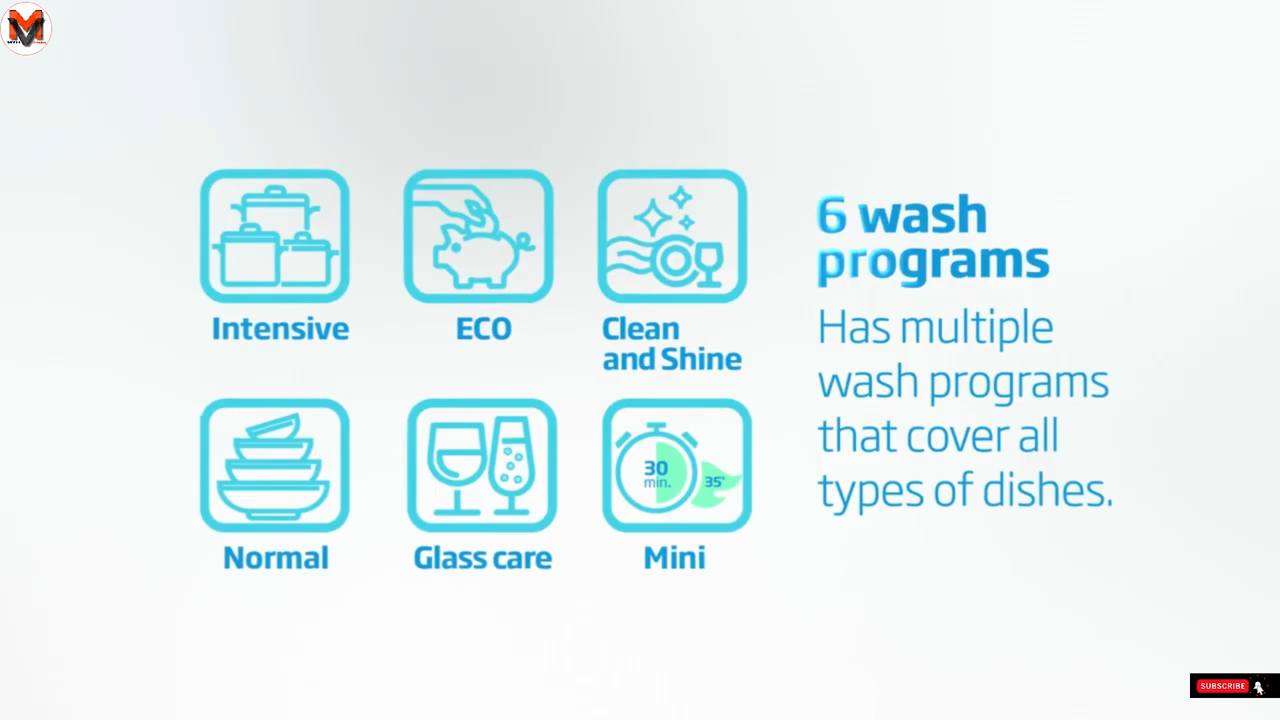 Intensive
ECO
Clean
and Shine
Normal
Glass care
30
min.
35°
Mini
6 wash
programs
Has multiple
wash programs
that cover all
types of dishes.
SUBSCRIBE